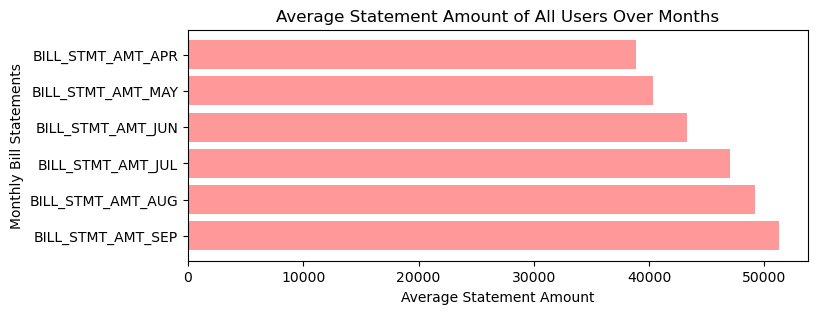 Average Statement Amount of All Users Over Months
Monthly Bill Statements
BILL_STMT_AMT_APR
BILL_STMT_AMT_MAY
BILL_STMT_AMT_JUN
BILL_STMT_AMT_JUL
BILL_STMT_AMT_AUG
BILL_STMT_AMT_SEP
0 10000 20000 30000 40000 50000
Average Statement Amount